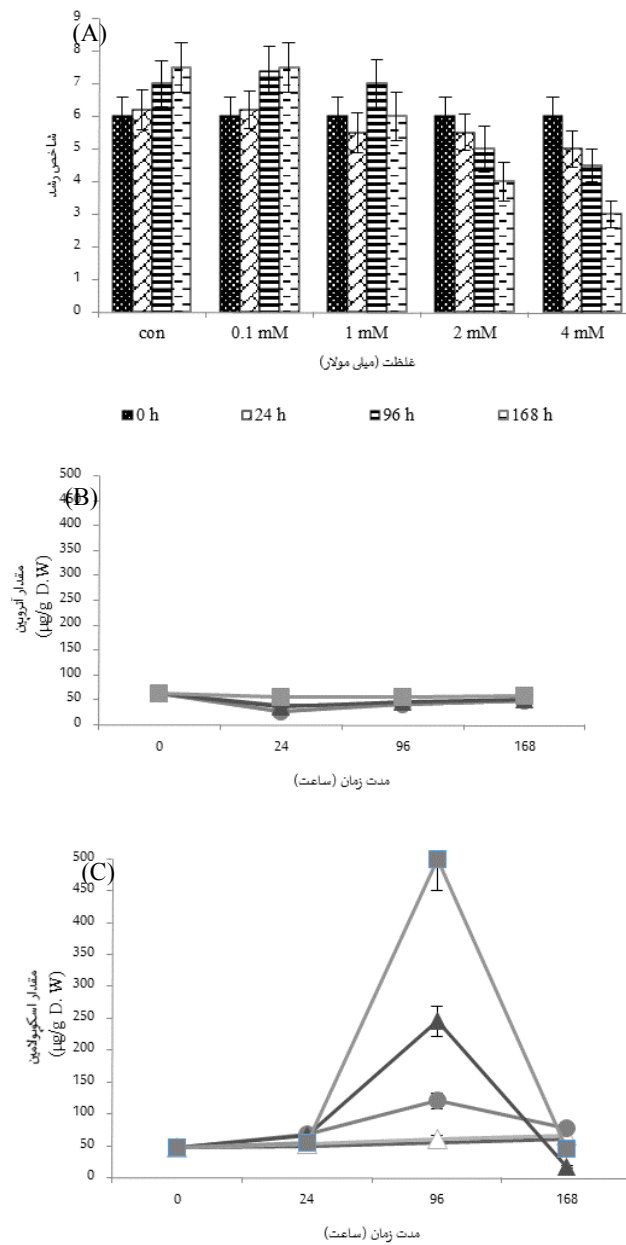 (A)
9
8
7
6
5
4
3
2
1
0
شاخص رشد
con 0.1 mM 1 mM 2 mM 4 mM
غلظت (میلی مولار)
0 h 24 h 96 h 168 h
(B)
500
450
400
350
300
250
200
150
100
50
0
مقدار آتروپین
(µg/g D.W)
0 24 96 168
مدت زمان (ساعت)
(C)
500
450
400
350
300
250
200
150
100
50
0
مقدار اسکوپولامین
(µg/g D. W)
0 24 96 168
مدت زمان (ساعت)